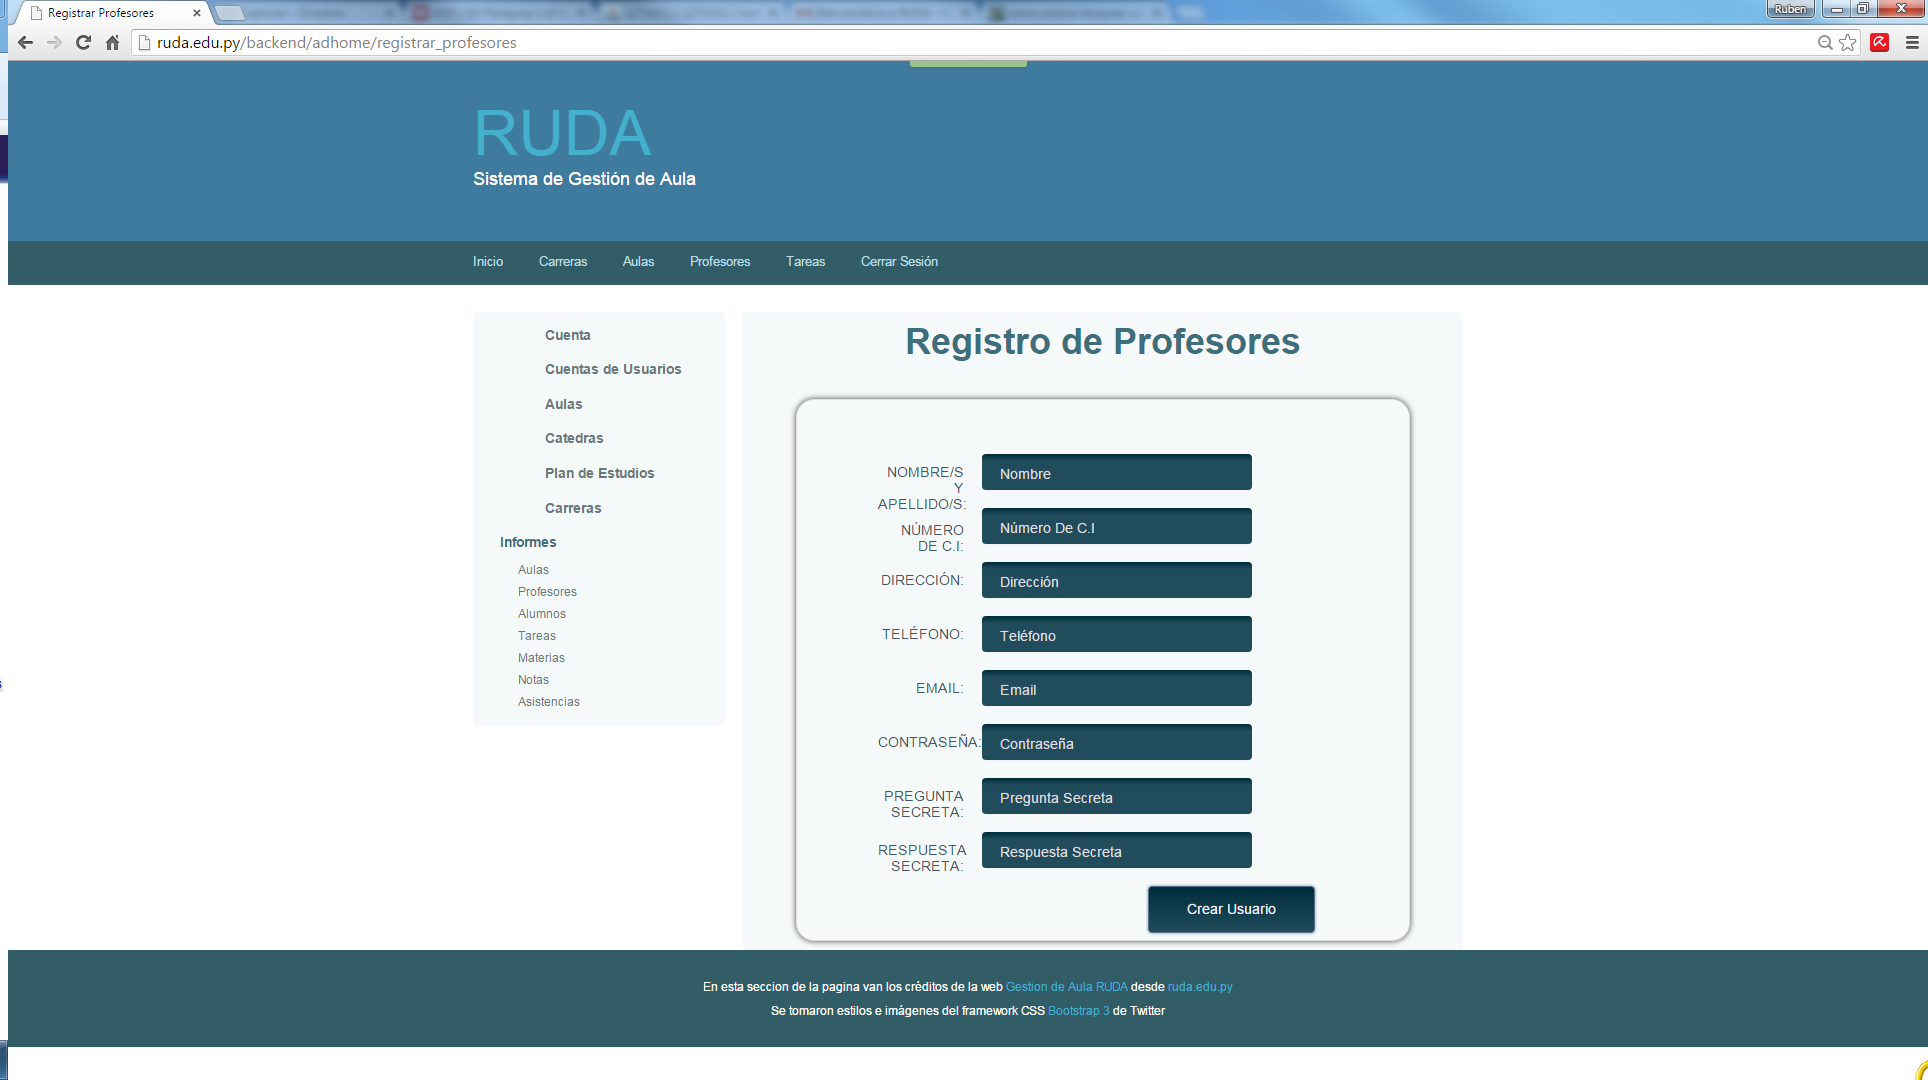 Registrar Profesores
Ruben
ruda.edu.py/backend/adhome/registrar_profesores
RUDA
Sistema de Gestión de Aula
Inicio Carreras Aulas Profesores Tareas Cerrar Sesión
Cuenta
Cuentas de Usuarios
Aulas
Catedras
Plan de Estudios
Carreras
Informes
Aulas
Profesores
Alumnos
Tareas
Materias
Notas
Asistencias
Registro de Profesores
NOMBRE/S
Y
APELLIDO/S:
Nombre
NÚMERO
DE C.I:
Número De C.I
DIRECCIÓN:
Dirección
TELÉFONO:
Teléfono
EMAIL:
Email
CONTRASEÑA:
Contraseña
PREGUNTA
SECRETA:
Pregunta Secreta
RESPUESTA
SECRETA:
Respuesta Secreta
Crear Usuario
En esta seccion de la pagina van los créditos de la web Gestion de Aula RUDA desde ruda.edu.py
Se tomaron estilos e imágenes del framework CSS Bootstrap 3 de Twitter